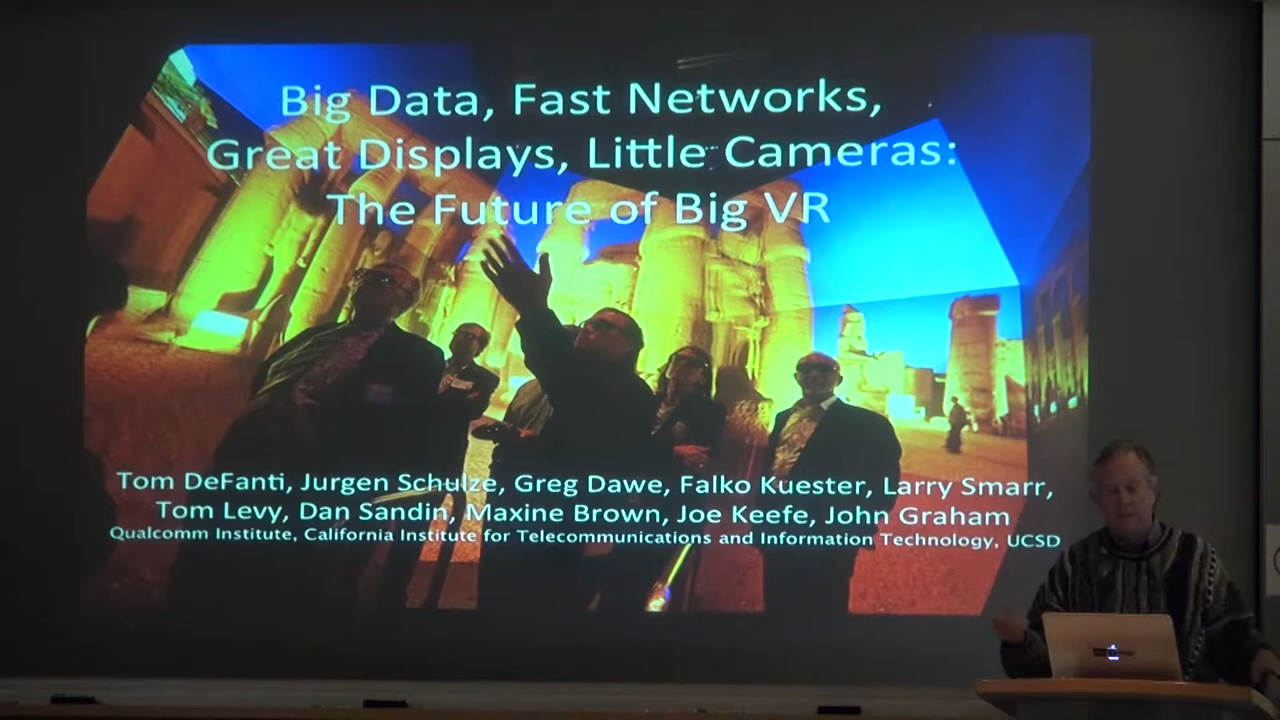 Big Data, Fast Networks,
Great Displays, Little Cameras:
The Future of Big VR
Tom DeFanti, Jurgen Schulze, Greg Dawe, Falko Kuester, Larry Smarr,
Tom Levy, Dan Sandin, Maxine Brown, Joe Keefe, John Graham
Qualcomm Institute, California Institute for Telecommunications and Information Technology, UCSD